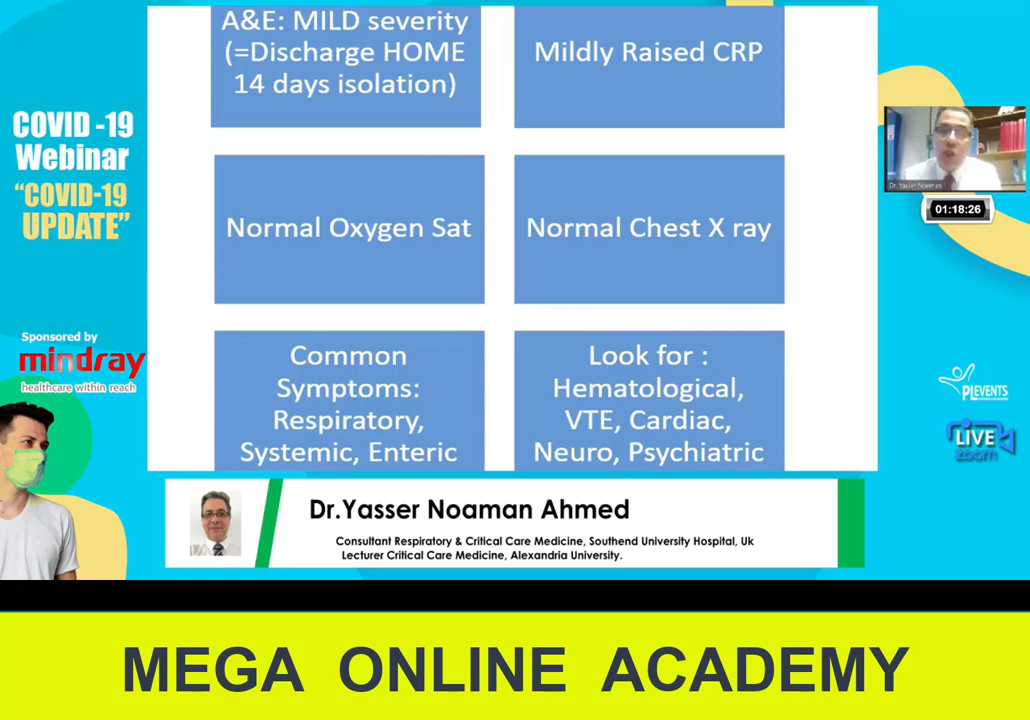 A&E: MILD severity
(=Discharge HOME
14 days isolation)
Mildly Raised CRP
COVID -19
Webinar
"COVID-19
UPDATE"
Dr.Yasser Noaman
01:18:26
Normal Oxygen Sat
Normal Chest X ray
Sponsored by
mindray
healthcare within reach
Common
Symptoms:
Respiratory,
Systemic, Enteric
Look for :
Hematological,
VTE, Cardiac,
Neuro, Psychiatric
PLEVENTS
LIVE
zoom
Dr.Yasser Noaman Ahmed
Consultant Respiratory & Critical Care Medicine, Southend University Hospital, Uk
Lecturer Critical Care Medicine, Alexandria University.
MEGA ONLINE ACADEMY